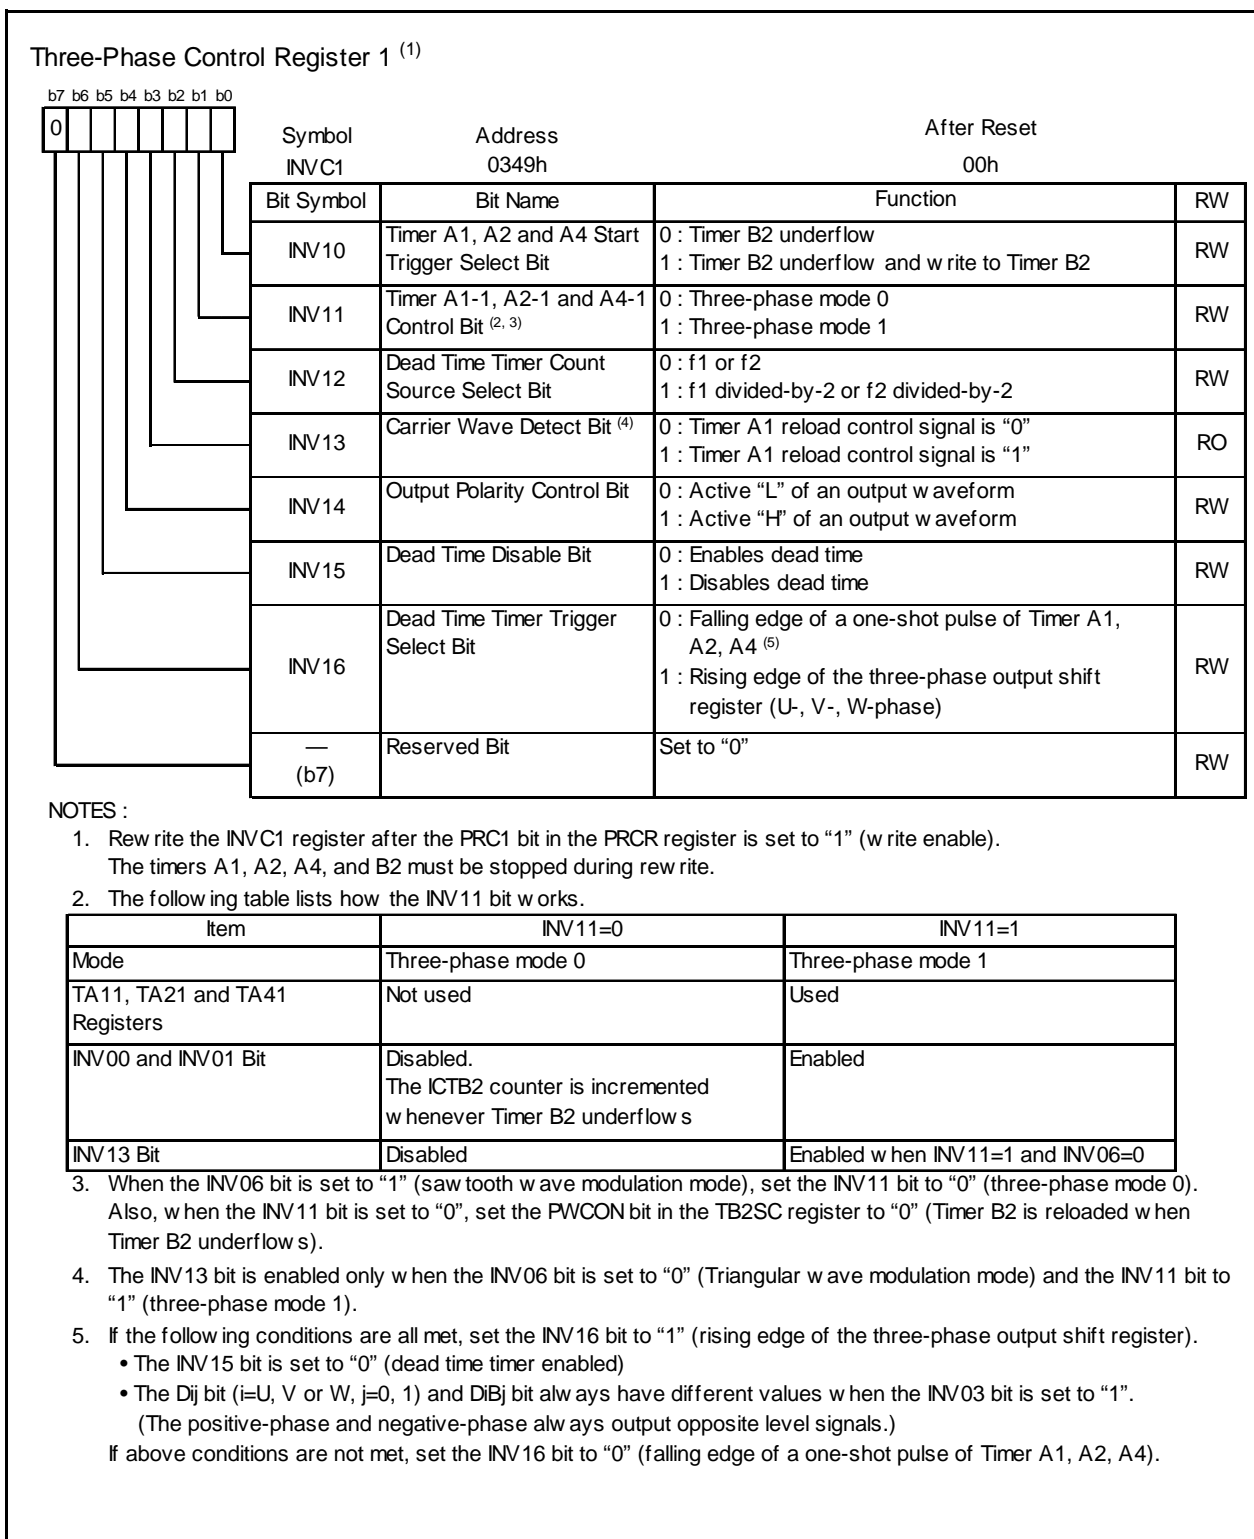 Three-Phase Control Register 1 (1)
b7 b6 b5 b4 b3 b2 b1 b0
0
Symbol Address After Reset
INVC1 0349h 00h
Bit Symbol Bit Name Function RW
INV10 Timer A1, A2 and A4 Start Trigger Select Bit 0 : Timer B2 underflow RW
1 : Timer B2 underflow and write to Timer B2
INV11 Timer A1-1, A2-1 and A4-1 Control Bit (2, 3) 0 : Three-phase mode 0 RW
1 : Three-phase mode 1
INV12 Dead Time Timer Count Source Select Bit 0 : f1 or f2 RW
1 : f1 divided-by-2 or f2 divided-by-2
INV13 Carrier Wave Detect Bit (4) 0 : Timer A1 reload control signal is “0” RO
1 : Timer A1 reload control signal is “1”
INV14 Output Polarity Control Bit 0 : Active “L” of an output waveform RW
1 : Active “H” of an output waveform
INV15 Dead Time Disable Bit 0 : Enables dead time RW
1 : Disables dead time
INV16 Dead Time Timer Trigger Select Bit 0 : Falling edge of a one-shot pulse of Timer A1, RW
A2, A4 (5)
1 : Rising edge of the three-phase output shift
register (U-, V-, W-phase)
— (b7) Reserved Bit Set to “0” RW
NOTES :
1. Rewrite the INVC1 register after the PRC1 bit in the PRCR register is set to “1” (write enable).
The timers A1, A2, A4, and B2 must be stopped during rewrite.
2. The following table lists how the INV11 bit works.
Item INV11=0 INV11=1
Mode Three-phase mode 0 Three-phase mode 1
TA11, TA21 and TA41 Not used Used
Registers
INV00 and INV01 Bit Disabled. Enabled
The ICTB2 counter is incremented
whenever Timer B2 underflows
INV13 Bit Disabled Enabled when INV11=1 and INV06=0
3. When the INV06 bit is set to “1” (sawtooth wave modulation mode), set the INV11 bit to “0” (three-phase mode 0).
Also, when the INV11 bit is set to “0”, set the PWCON bit in the TB2SC register to “0” (Timer B2 is reloaded when
Timer B2 underflows).
4. The INV13 bit is enabled only when the INV06 bit is set to “0” (Triangular wave modulation mode) and the INV11 bit to
“1” (three-phase mode 1).
5. If the following conditions are all met, set the INV16 bit to “1” (rising edge of the three-phase output shift register).
• The INV15 bit is set to “0” (dead time timer enabled)
• The Dij bit (i=U, V or W, j=0, 1) and DiBj bit always have different values when the INV03 bit is set to “1”.
(The positive-phase and negative-phase always output opposite level signals.)
If above conditions are not met, set the INV16 bit to “0” (falling edge of a one-shot pulse of Timer A1, A2, A4).